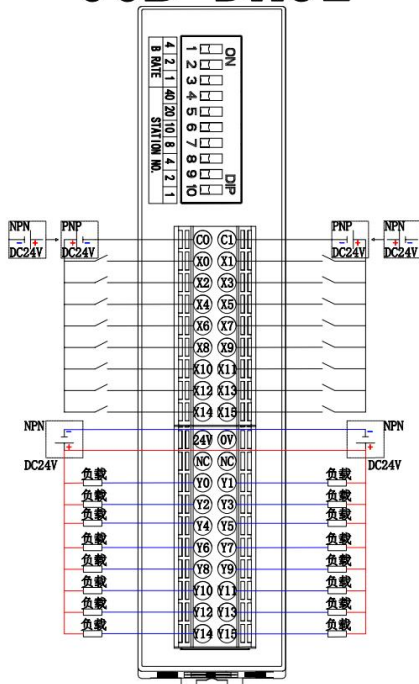 ON DIP
1 2 3 4 5 6 7 8 9 10
4 2 1 40 20 10 8 4 2 1
B RATE STATION NO.
NPN PNP C0 C1 PNP NPN
DC24V DC24V DC24V DC24V
X0 X1
X2 X3
X4 X5
X6 X7
X8 X9
X10 X11
X12 X13
X14 X15
NPN 24V 0V NPN
DC24V NC NC DC24V
负载 Y0 Y1 负载
负载 Y2 Y3 负载
负载 Y4 Y5 负载
负载 Y6 Y7 负载
负载 Y8 Y9 负载
负载 Y10 Y11 负载
负载 Y12 Y13 负载
负载 Y14 Y15 负载